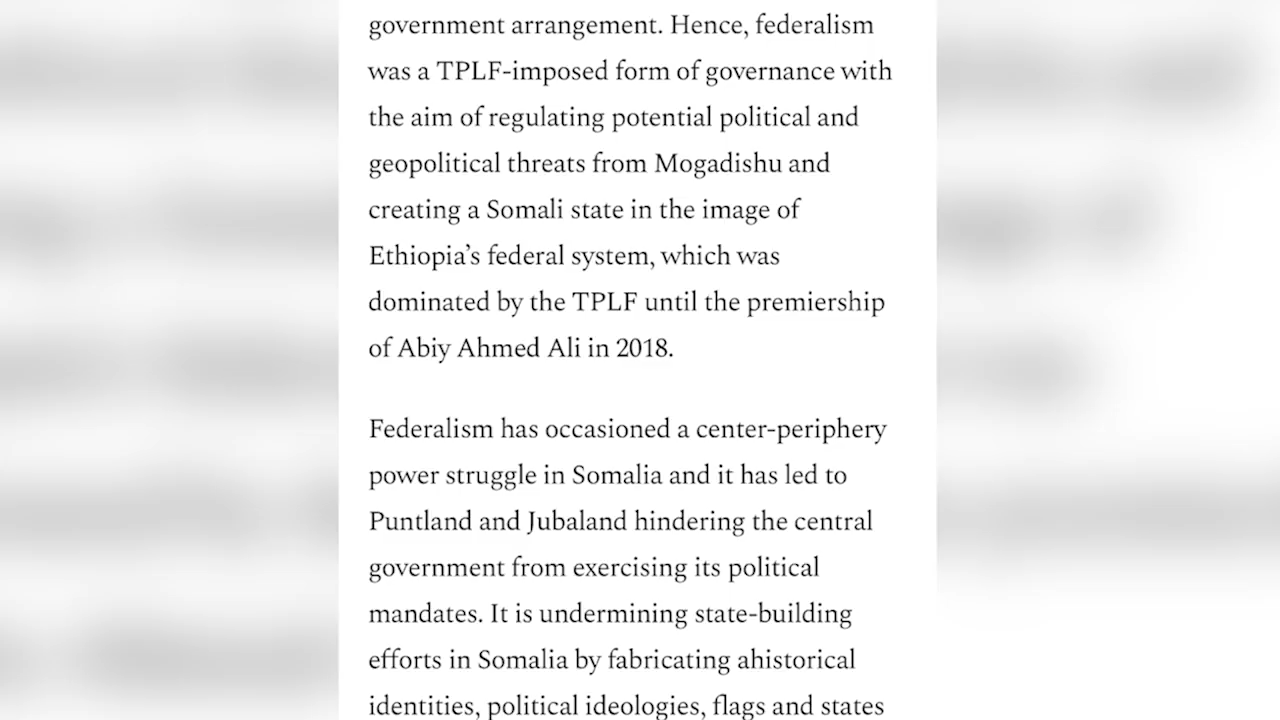 government arrangement. Hence, federalism
was a TPLF-imposed form of governance with
the aim of regulating potential political and
geopolitical threats from Mogadishu and
creating a Somali state in the image of
Ethiopia’s federal system, which was
dominated by the TPLF until the premiership
of Abiy Ahmed Ali in 2018.
Federalism has occasioned a center-periphery
power struggle in Somalia and it has led to
Puntland and Jubaland hindering the central
government from exercising its political
mandates. It is undermining state-building
efforts in Somalia by fabricating ahistorical
identities, political ideologies, flags and states